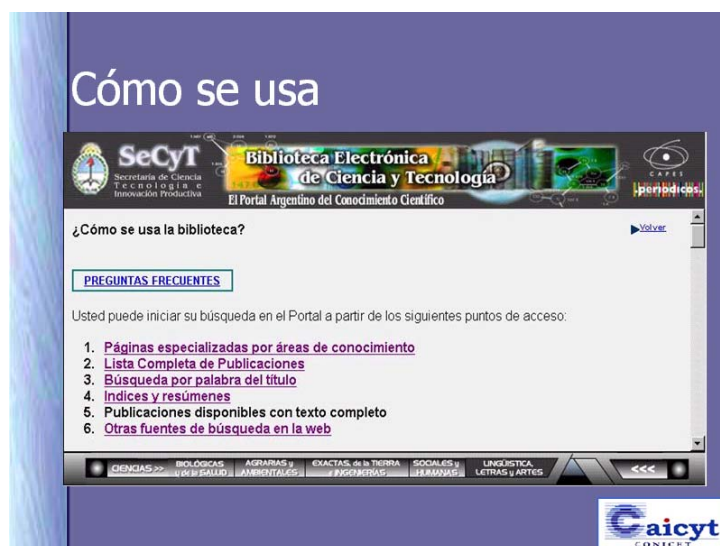 Cómo se usa
SeCyT
Secretaría de Ciencia
Tecnología e
Innovación Productiva
Biblioteca Electrónica
de Ciencia y Tecnología
El Portal Argentino del Conocimiento Científico
CAPES
.periodicos.
¿Cómo se usa la biblioteca?
Volver
PREGUNTAS FRECUENTES
Usted puede iniciar su búsqueda en el Portal a partir de los siguientes puntos de acceso:
1. Páginas especializadas por áreas de conocimiento
2. Lista Completa de Publicaciones
3. Búsqueda por palabra del título
4. Indices y resúmenes
5. Publicaciones disponibles con texto completo
6. Otras fuentes de búsqueda en la web
CIENCIAS >>
BIOLÓGICAS
y de la SALUD
AGRARIAS y
AMBIENTALES
EXACTAS, de la TIERRA
e INGENIERÍAS
SOCIALES y
HUMANAS
LINGÜISTICA,
LETRAS y ARTES
<<<
Caicyt
CONICET